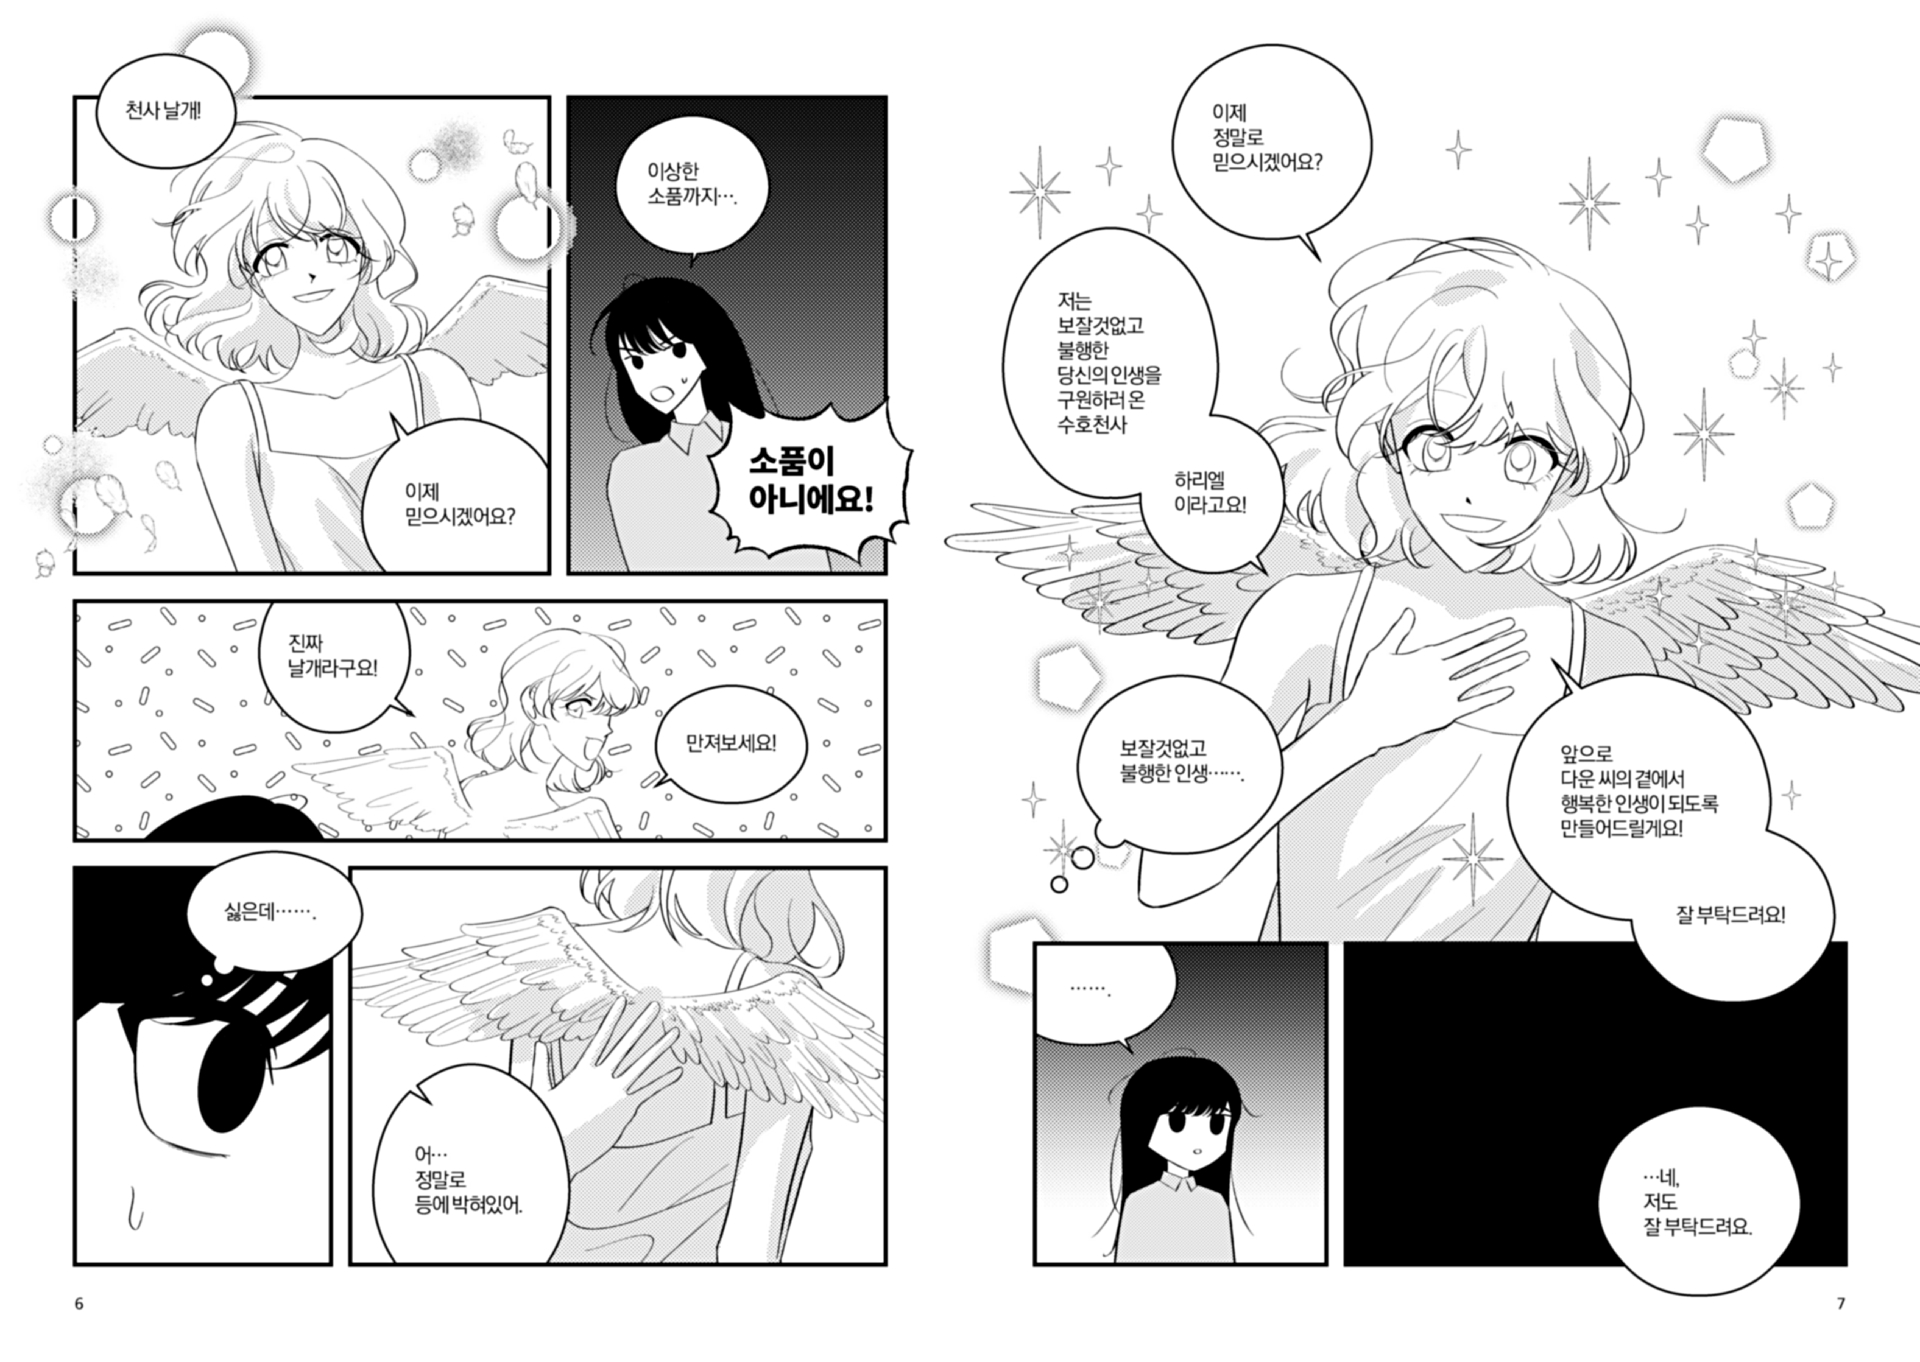 천사 날개!
이제
믿으시겠어요?
이상한
소품까지….
소품이
아니에요!
진짜
날개라구요!
만져보세요!
싫은데…….
어…
정말로
등에 박혀있어.
6
이제
정말로
믿으시겠어요?
저는
보잘것없고
불행한
당신의 인생을
구원하러 온
수호천사
하리엘
이라고요!
보잘것없고
불행한 인생…….
앞으로
다운 씨의 곁에서
행복한 인생이 되도록
만들어드릴게요!
잘 부탁드려요!
…….
…네,
저도
잘 부탁드려요.
7